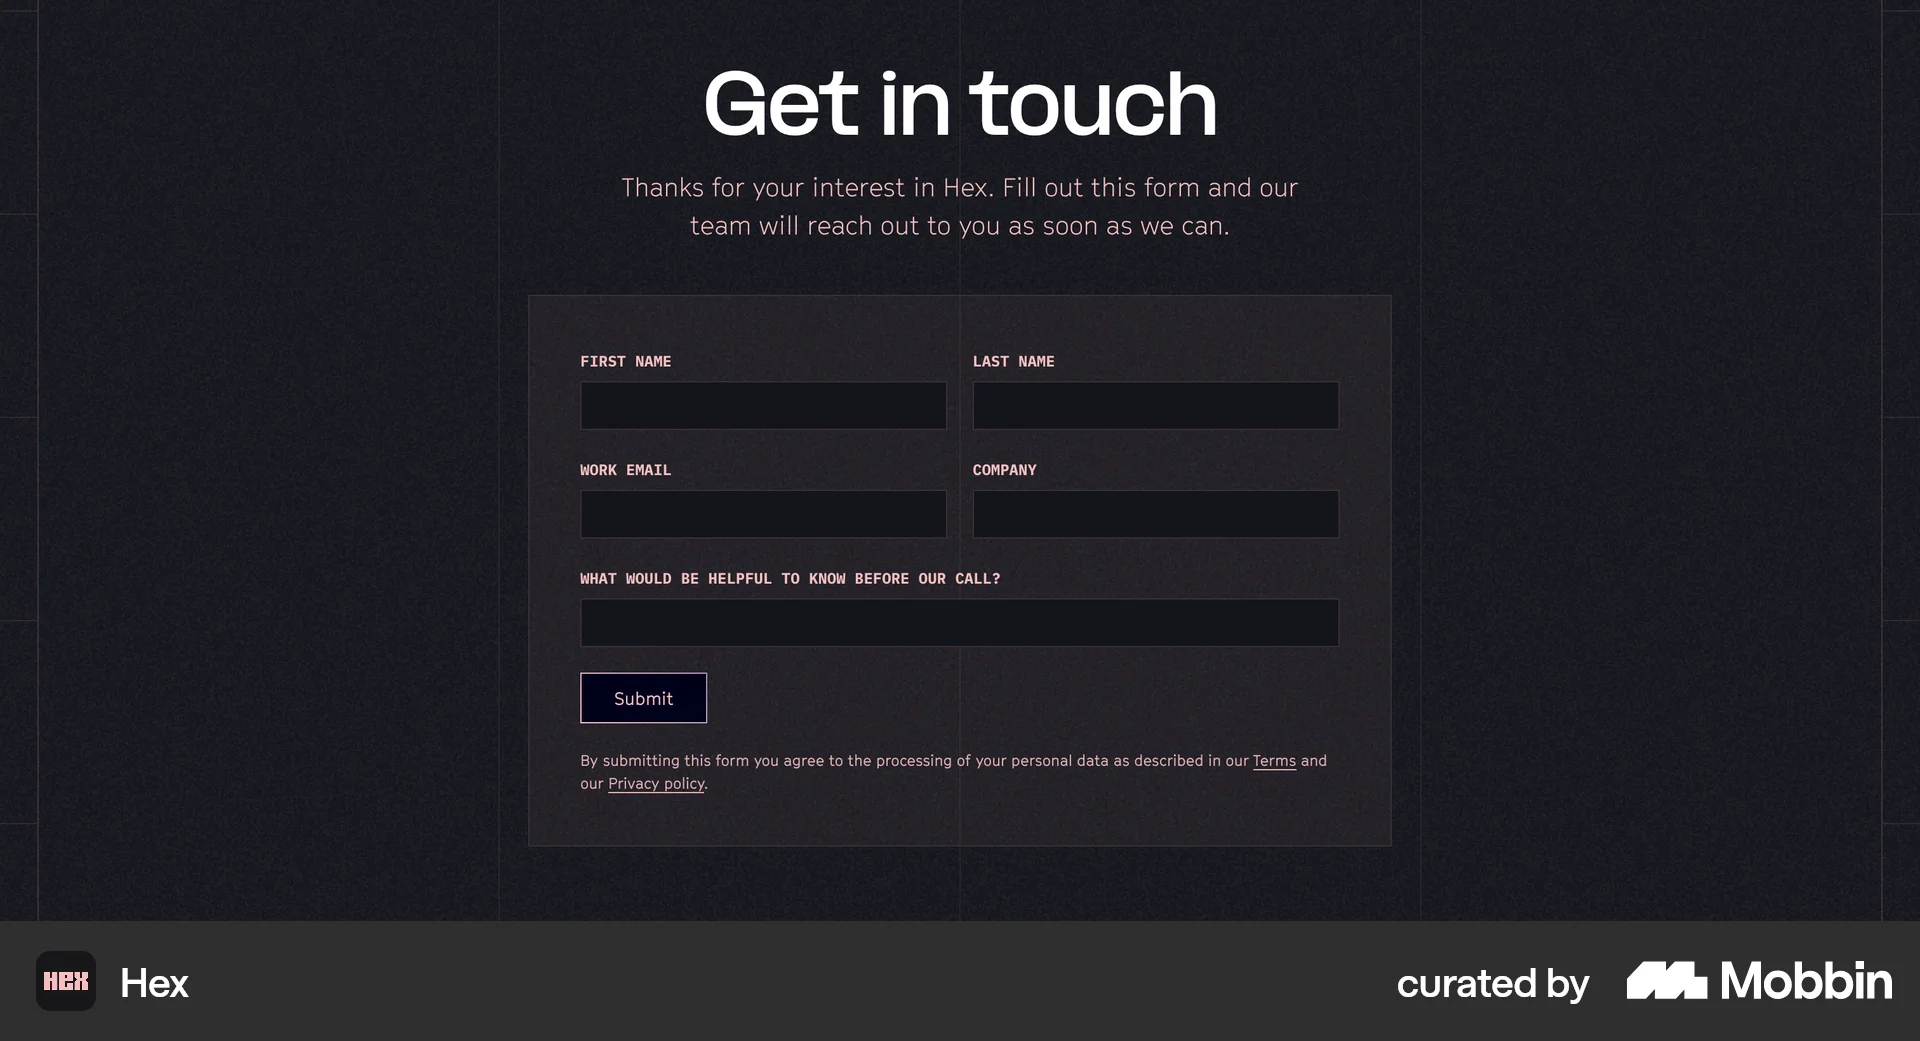 Get in touch
Thanks for your interest in Hex. Fill out this form and our
team will reach out to you as soon as we can.
FIRST NAME
LAST NAME
WORK EMAIL
COMPANY
WHAT WOULD BE HELPFUL TO KNOW BEFORE OUR CALL?
Submit
By submitting this form you agree to the processing of your personal data as described in our Terms and
our Privacy policy.
HEX
Hex
curated by
Mobbin